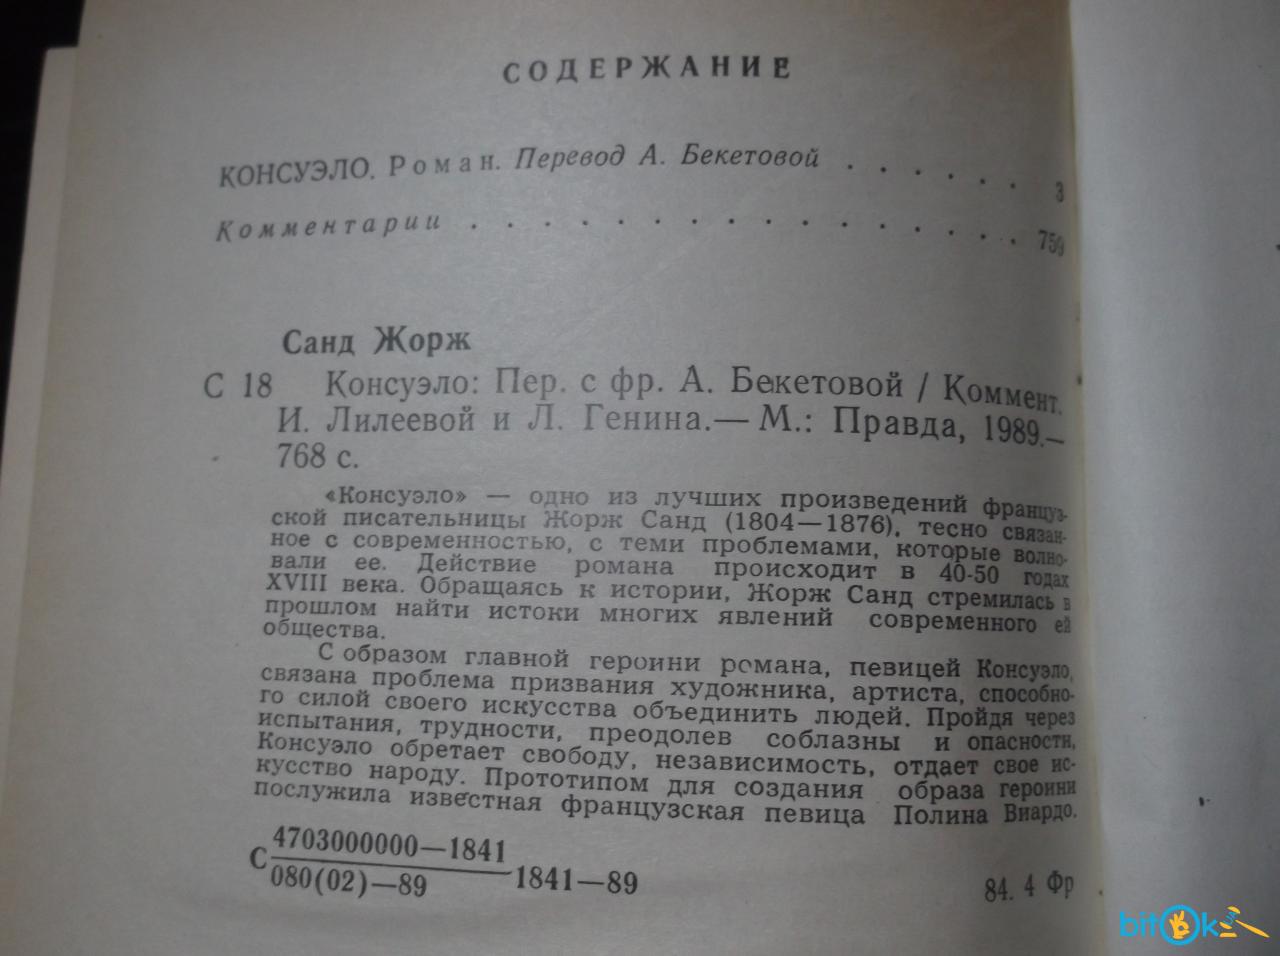 СОДЕРЖАНИЕ
КОНСУЭЛО. Роман. Перевод А. Бекетовой . . . . . . 3
Комментарии . . . . . . . . . . . . . . 759
Санд Жорж
С 18 Консуэло: Пер. с фр. А. Бекетовой / Коммент.
И. Лилеевой и Л. Генина.— М.: Правда, 1989.—
768 с.
«Консуэло» — одно из лучших произведений француз-
ской писательницы Жорж Санд (1804—1876), тесно связан-
ное с современностью, с теми проблемами, которые волно-
вали ее. Действие романа происходит в 40-50 годах
XVIII века. Обращаясь к истории, Жорж Санд стремилась в
прошлом найти истоки многих явлений современного ей
общества.
С образом главной героини романа, певицей Консуэло,
связана проблема призвания художника, артиста, способно-
го силой своего искусства объединить людей. Пройдя через
испытания, трудности, преодолев соблазны и опасности,
Консуэло обретает свободу, независимость, отдает свое ис-
кусство народу. Прототипом для создания образа героини
послужила известная французская певица Полина Виардо.
С 4703000000—1841
080(02)—89 1841—89
84. 4 Фр
bitok.ua